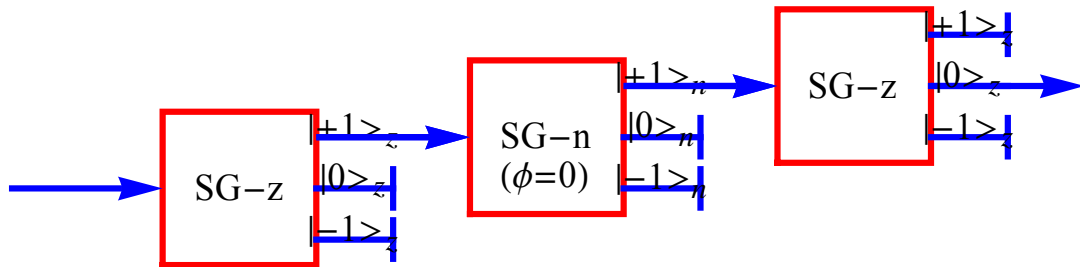 SG−z
|+1>z
|0>z
|−1>z
SG−n
(ϕ=0)
|+1>n
|0>n
|−1>n
SG−z
|+1>z
|0>z
|−1>z